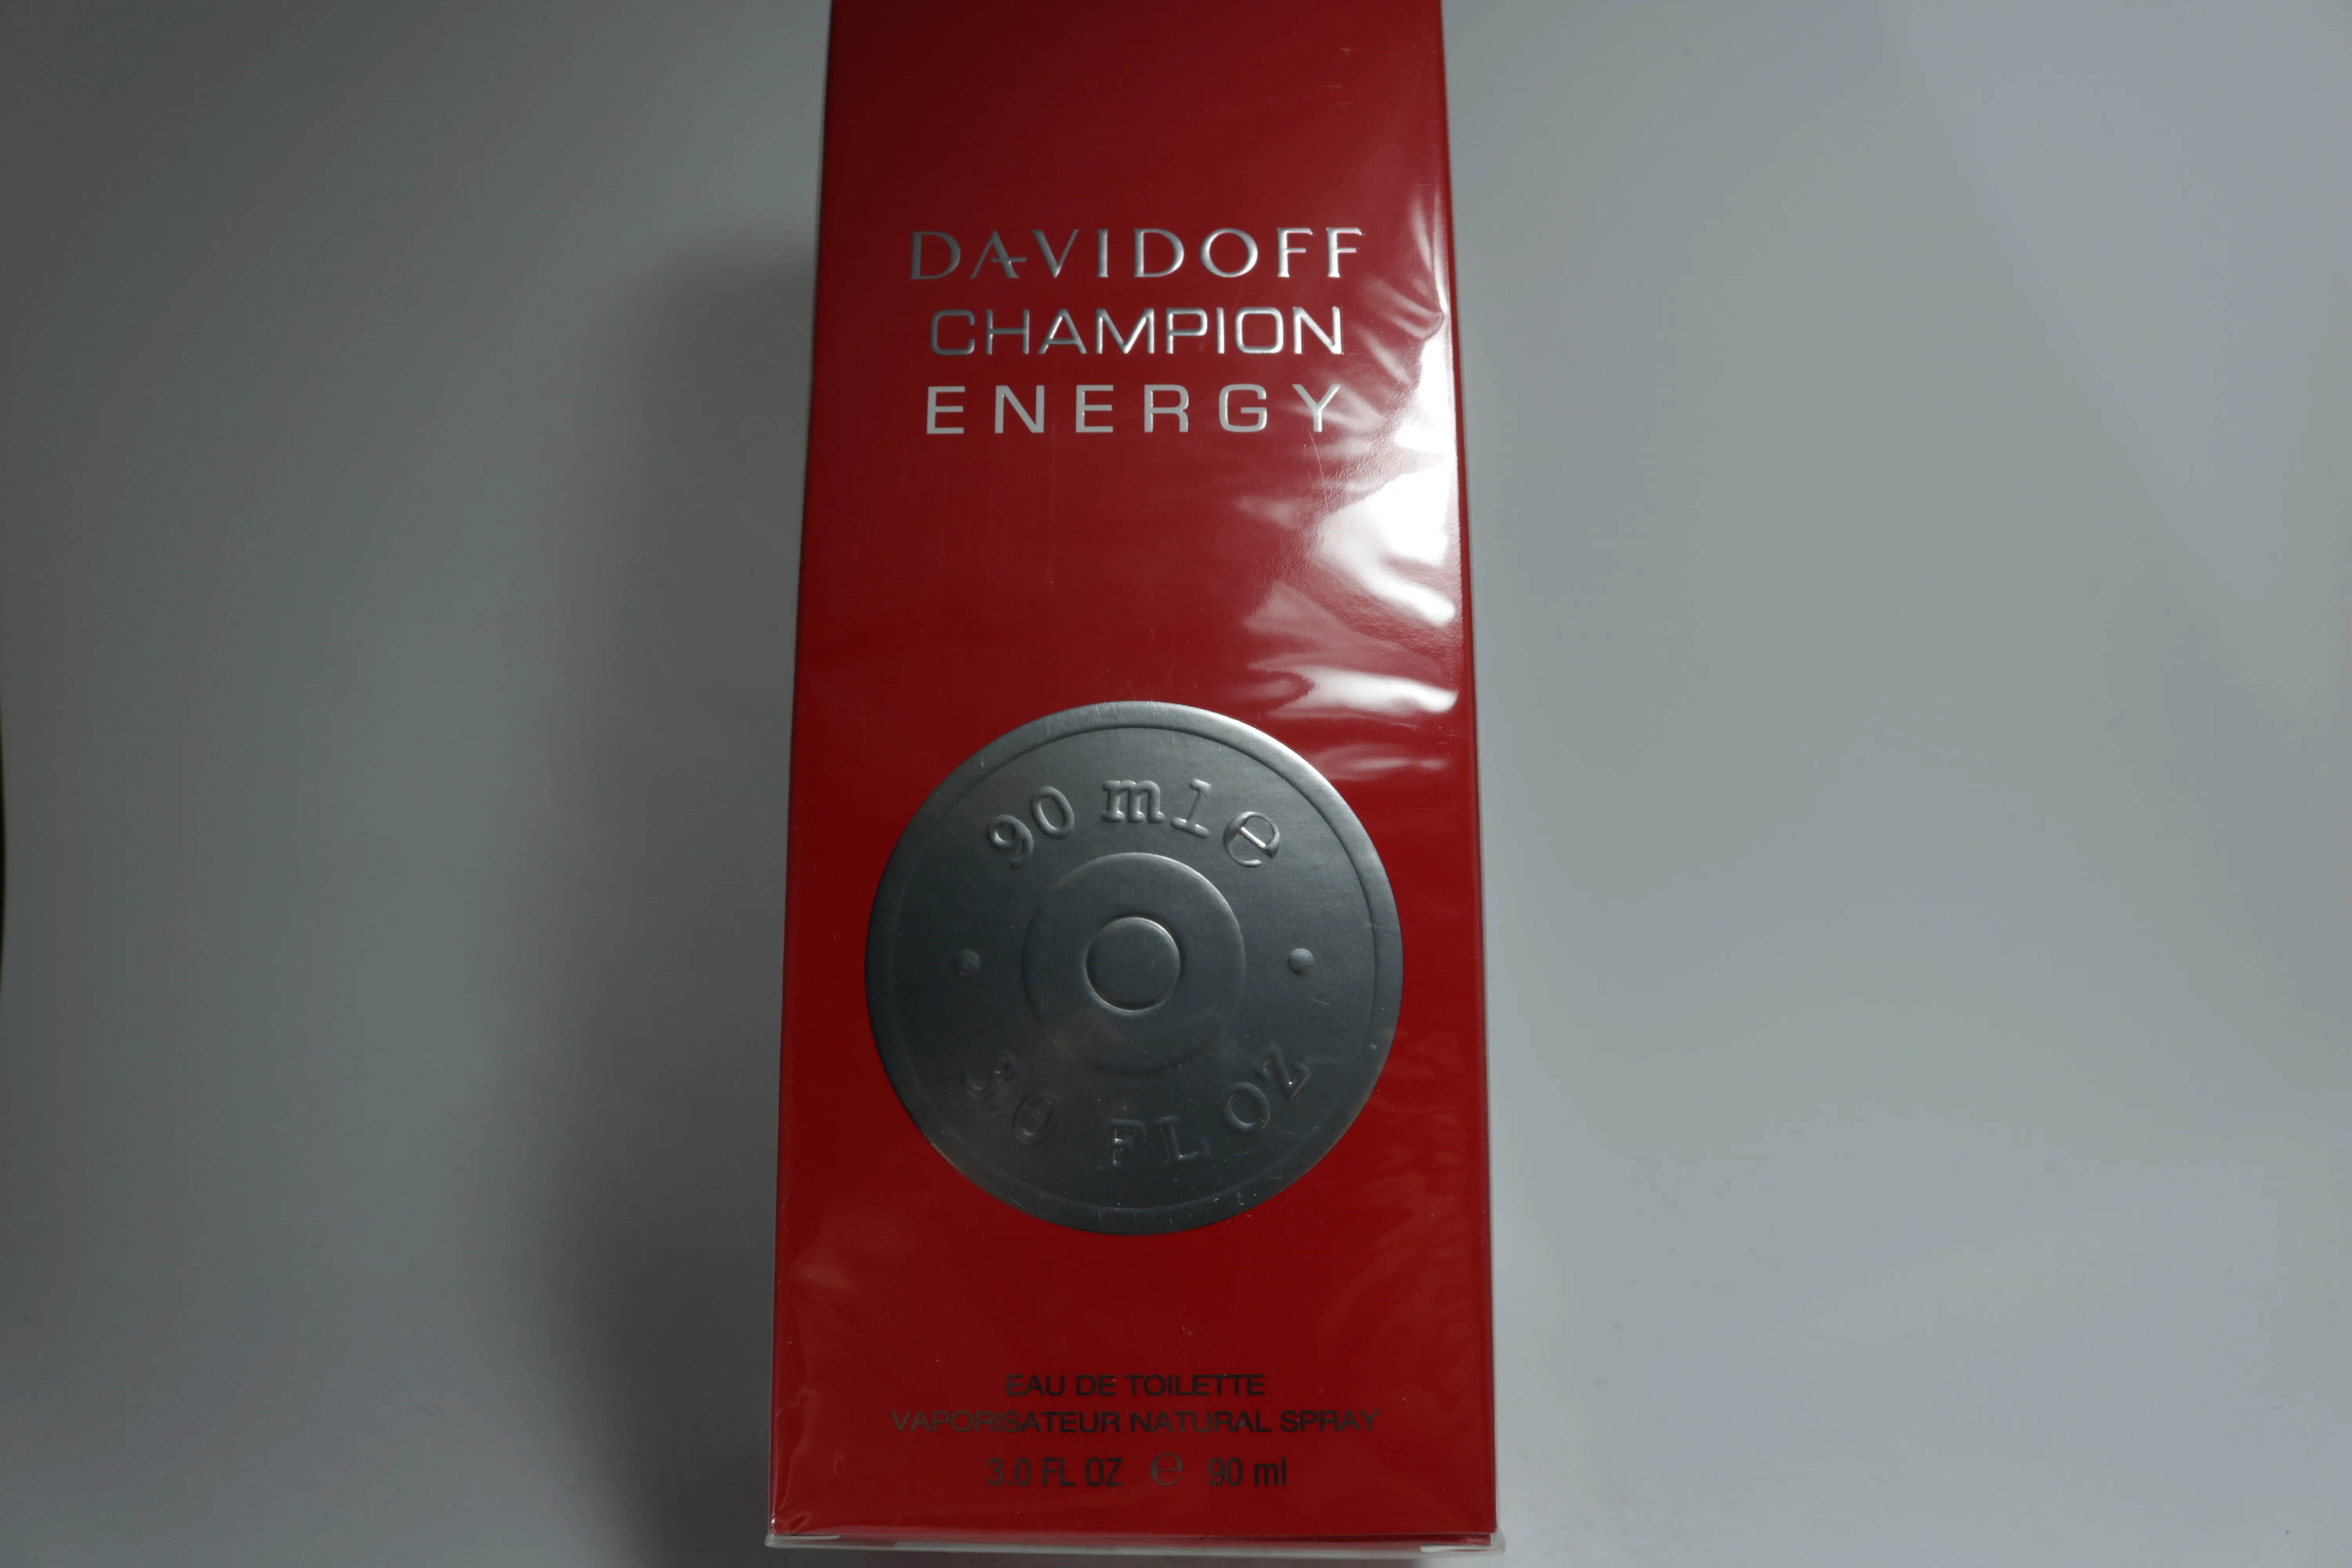 DAVIDOFF
CHAMPION
ENERGY
90 ml e
3.0 FL OZ
EAU DE TOILETTE
VAPORISATEUR NATURAL SPRAY
3.0 FL OZ e 90 ml